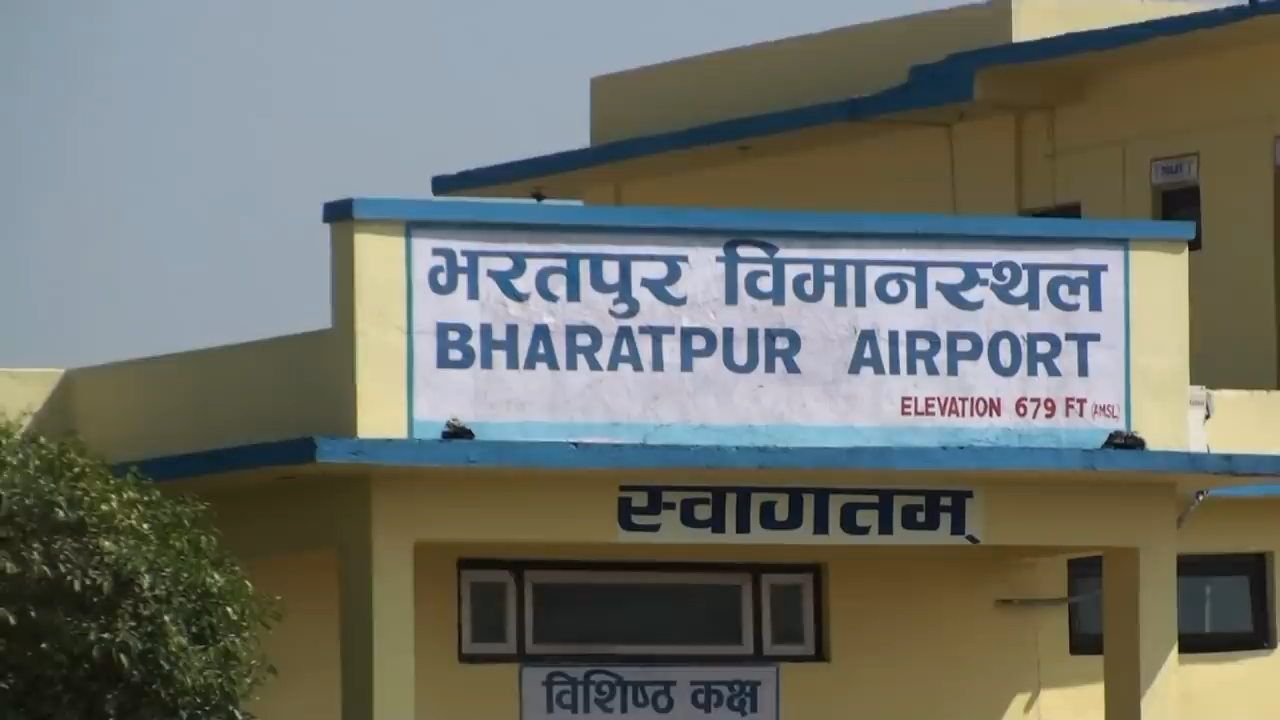 भरतपुर विमानस्थल
BHARATPUR AIRPORT
ELEVATION 679 FT (AMSL)
स्वागतम्
विशिष्ठ कक्ष